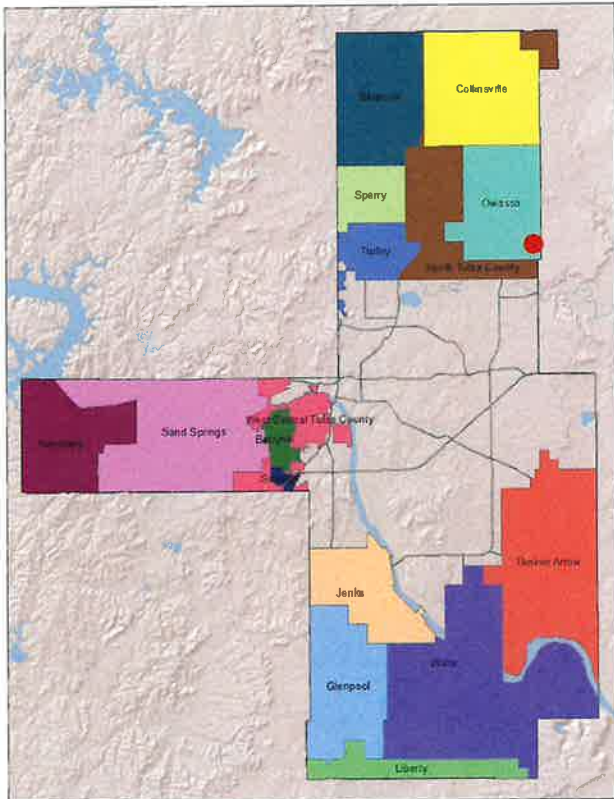 Skiatook
Collinsville
Sperry
Owasso
Turley
North Tulsa County
West Central Tulsa County
Sand Springs
Berryhill
Broken Arrow
Jenks
Bixby
Glenpool
Liberty